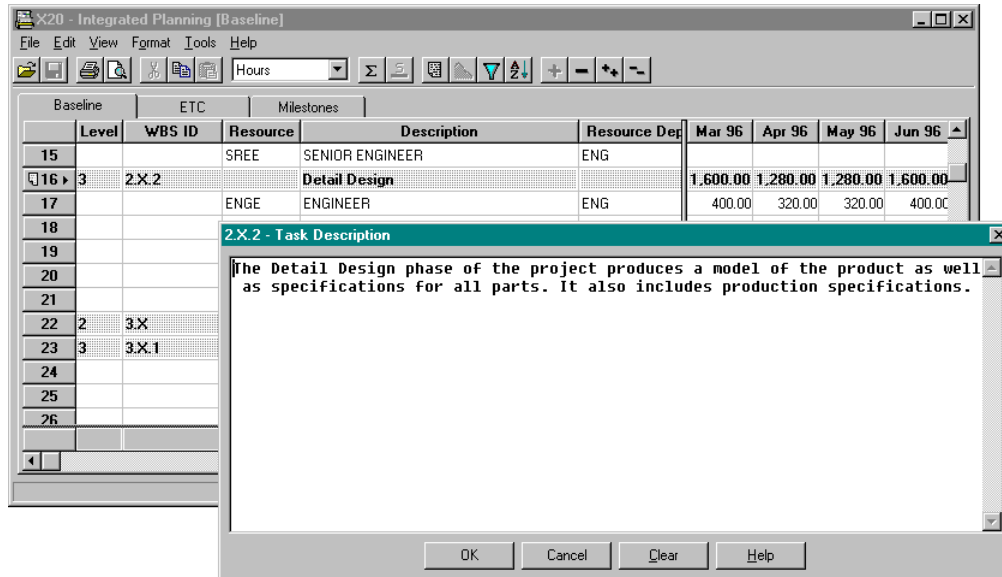 X20 - Integrated Planning [Baseline]
File Edit View Format Tools Help
Hours
Baseline ETC Milestones
Level WBS ID Resource Description Resource Dep Mar 96 Apr 96 May 96 Jun 96
15 SREE SENIOR ENGINEER ENG
16 3 2.X.2 Detail Design 1,600.00 1,280.00 1,280.00 1,600.00
17 ENGE ENGINEER ENG 400.00 320.00 320.00 400.00
18
19
20
21
22 2 3.X
23 3 3.X.1
24
25
26
2.X.2 - Task Description
The Detail Design phase of the project produces a model of the product as well
as specifications for all parts. It also includes production specifications.
OK Cancel Clear Help